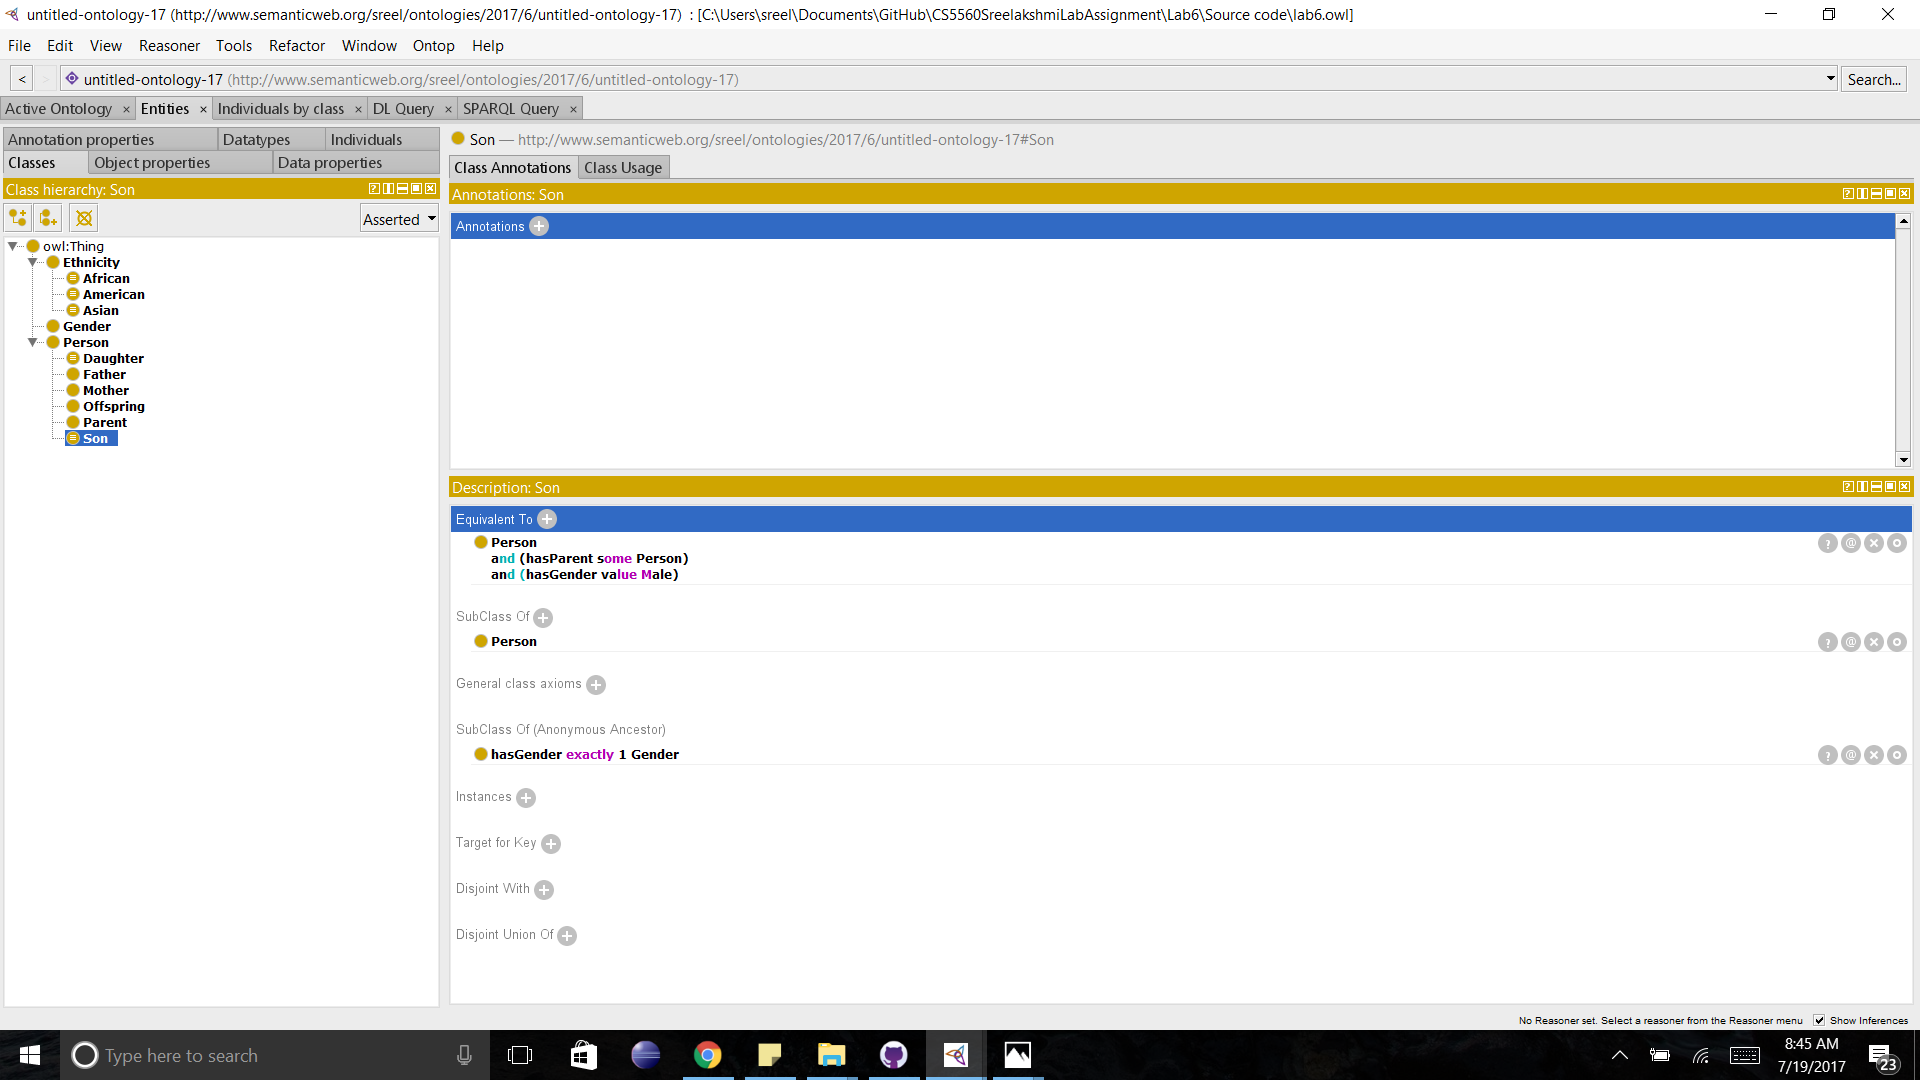 untitled-ontology-17 (http://www.semanticweb.org/sreel/ontologies/2017/6/untitled-ontology-17) : [C:\Users\sreel\Documents\GitHub\CS5560SreelakshmiLabAssignment\Lab6\Source code\lab6.owl]
File Edit View Reasoner Tools Refactor Window Ontop Help
< > untitled-ontology-17 (http://www.semanticweb.org/sreel/ontologies/2017/6/untitled-ontology-17) Search...
Active Ontology × Entities × Individuals by class × DL Query × SPARQL Query ×
Annotation properties Datatypes Individuals
Classes Object properties Data properties
Class hierarchy: Son
Asserted
owl:Thing
Ethnicity
African
American
Asian
Gender
Person
Daughter
Father
Mother
Offspring
Parent
Son
Son — http://www.semanticweb.org/sreel/ontologies/2017/6/untitled-ontology-17#Son
Class Annotations Class Usage
Annotations: Son
Annotations
Description: Son
Equivalent To
Person
and (hasParent some Person)
and (hasGender value Male)
SubClass Of
Person
General class axioms
SubClass Of (Anonymous Ancestor)
hasGender exactly 1 Gender
Instances
Target for Key
Disjoint With
Disjoint Union Of
No Reasoner set. Select a reasoner from the Reasoner menu Show Inferences
Type here to search
8:45 AM
7/19/2017
23